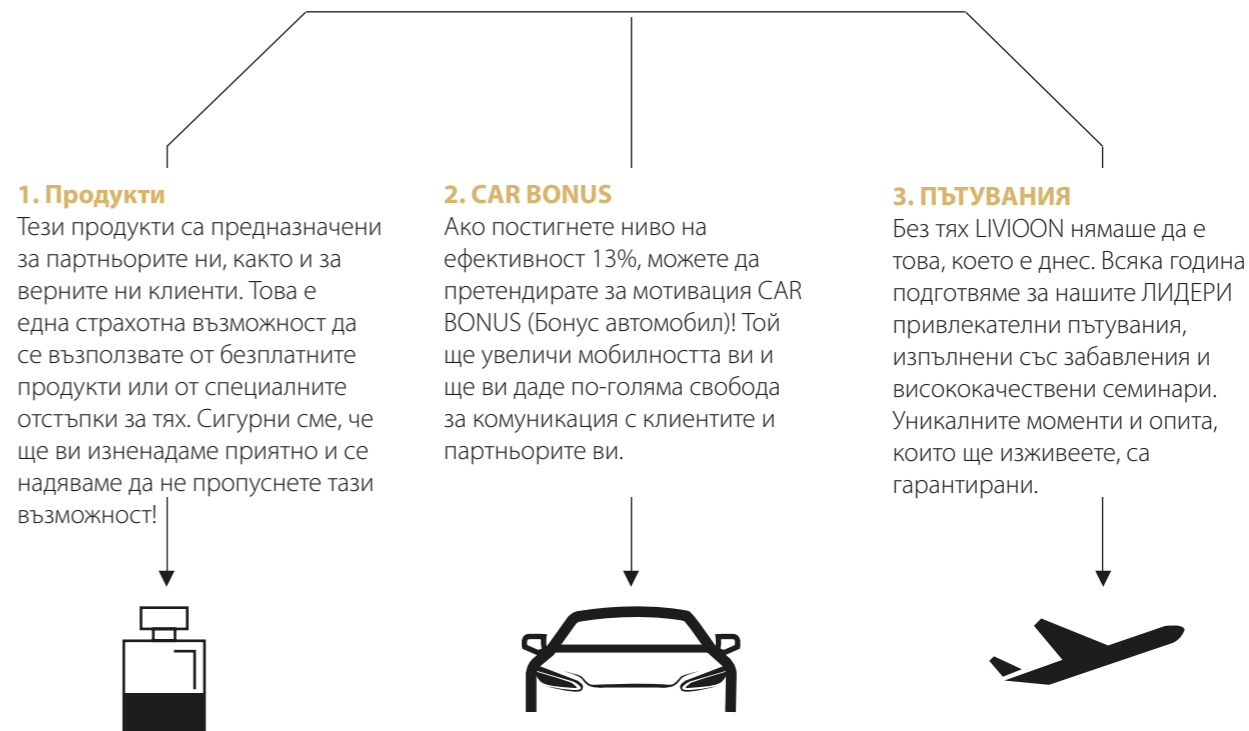 1. Продукти
Тези продукти са предназначени
за партньорите ни, както и за
верните ни клиенти. Това е
една страхотна възможност да
се възползвате от безплатните
продукти или от специалните
отстъпки за тях. Сигурни сме, че
ще ви изненадаме приятно и се
надяваме да не пропуснете тази
възможност!
2. CAR BONUS
Ако постигнете ниво на
ефективност 13%, можете да
претендирате за мотивация CAR
BONUS (Бонус автомобил)! Той
ще увеличи мобилността ви и
ще ви даде по-голяма свобода
за комуникация с клиентите и
партньорите ви.
3. ПЪТУВАНИЯ
Без тях LIVIOON нямаше да е
това, което е днес. Всяка година
подготвяме за нашите ЛИДЕРИ
привлекателни пътувания,
изпълнени със забавления и
висококачествени семинари.
Уникалните моменти и опита,
които ще изживеете, са
гарантирани.